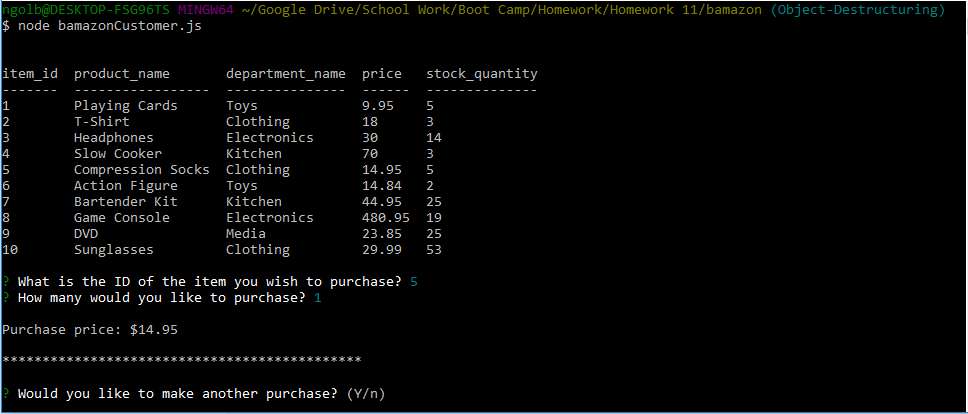 ngolb@DESKTOP-FSG96TS MINGW64 ~/Google Drive/School Work/Boot Camp/Homework/Homework 11/bamazon (Object-Destructuring)
$ node bamazonCustomer.js
item_id  product_name       department_name  price   stock_quantity
-------  -----------------  ---------------  ------  --------------
1        Playing Cards      Toys             9.95    5
2        T-Shirt            Clothing         18      3
3        Headphones         Electronics      30      14
4        Slow Cooker        Kitchen          70      3
5        Compression Socks  Clothing         14.95   5
6        Action Figure      Toys             14.84   2
7        Bartender Kit      Kitchen          44.95   25
8        Game Console       Electronics      480.95  19
9        DVD                Media            23.85   25
10       Sunglasses         Clothing         29.99   53
? What is the ID of the item you wish to purchase? 5
? How many would you like to purchase? 1
Purchase price: $14.95
*********************************************
? Would you like to make another purchase? (Y/n)